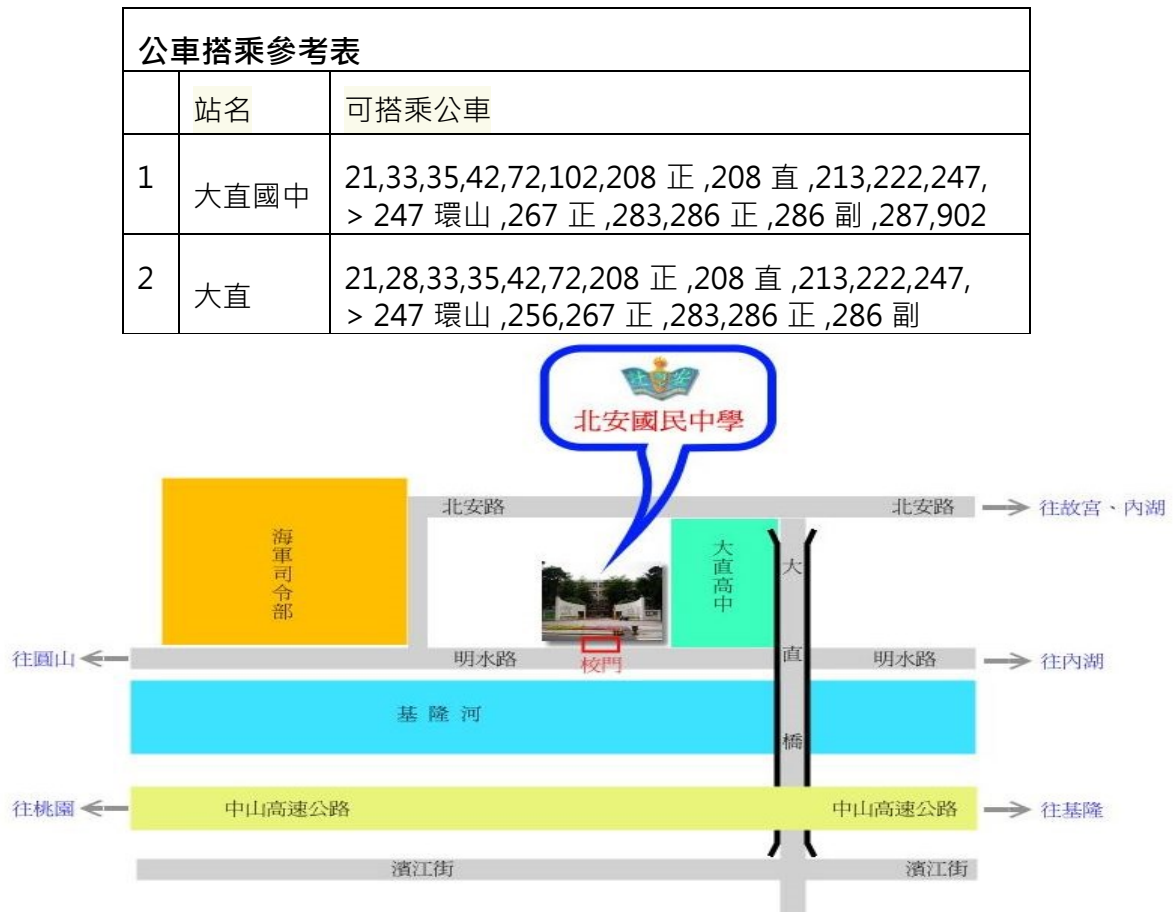 公車搭乘參考表
站名 可搭乘公車
1 大直國中 21,33,35,42,72,102,208 正 ,208 直 ,213,222,247,
> 247 環山 ,267 正 ,283,286 正 ,286 副 ,287,902
2 大直 21,28,33,35,42,72,208 正 ,208 直 ,213,222,247,
> 247 環山 ,256,267 正 ,283,286 正 ,286 副
北安國民中學
北安路 北安路 往故宮、內湖
海軍司令部
大直高中
大直橋
往圓山 明水路 校門 明水路 往內湖
基隆河
往桃園 中山高速公路 中山高速公路 往基隆
濱江街 濱江街